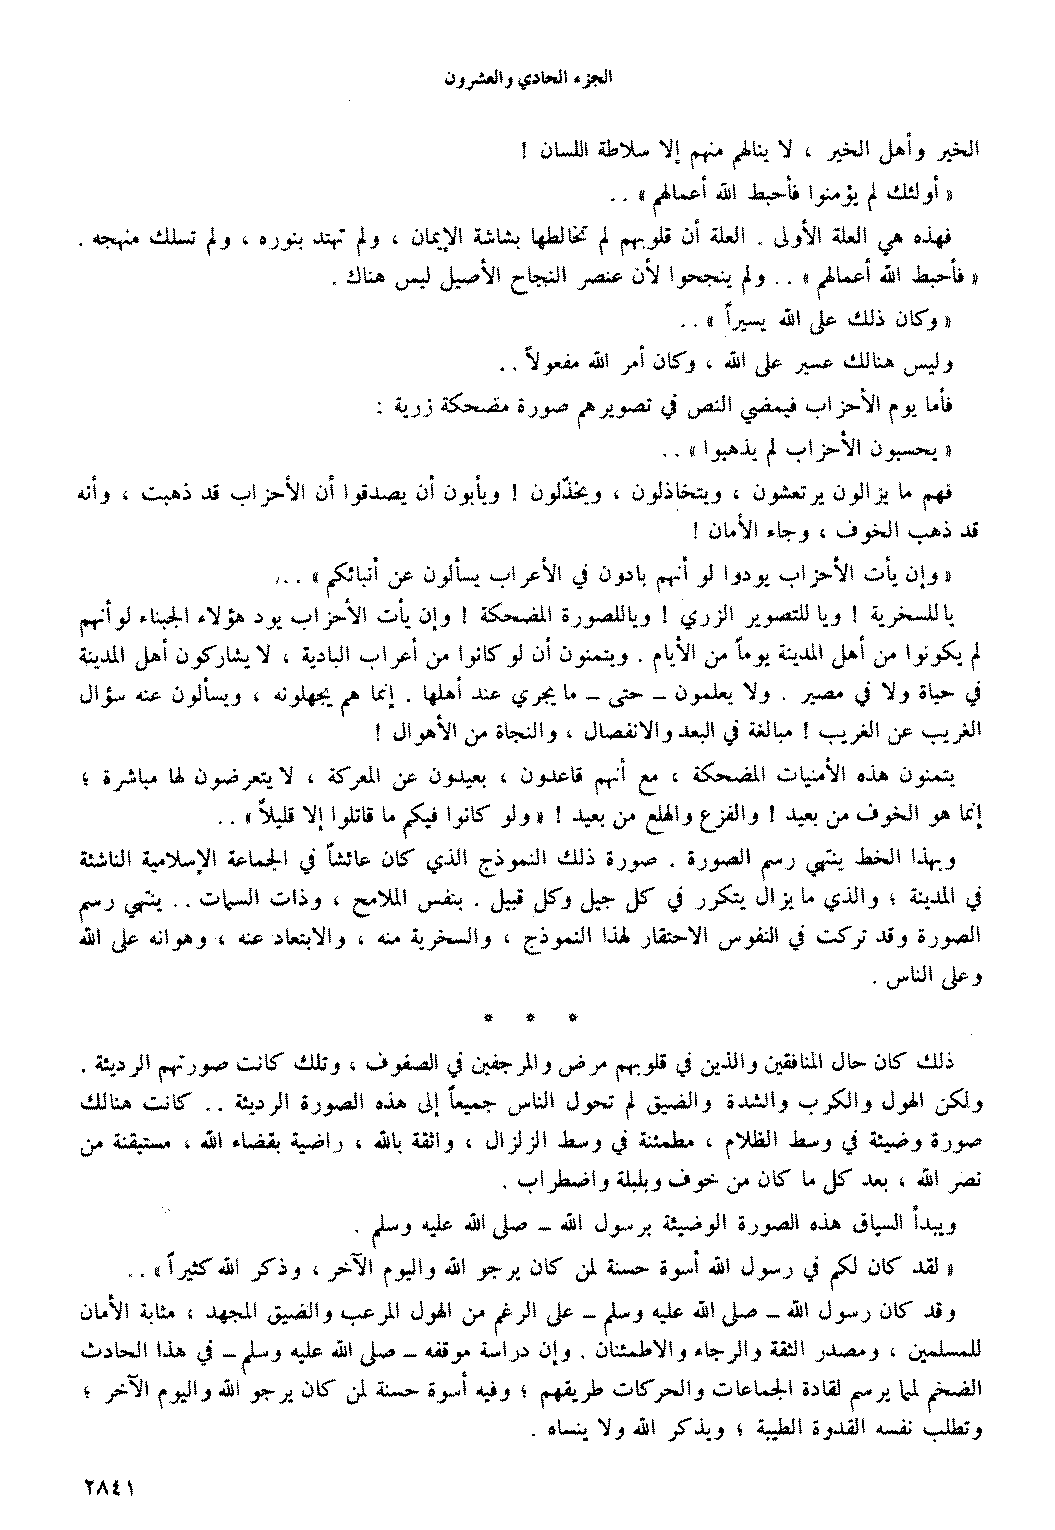 الجزء الحادي والعشرون
الخير وأهل الخير ، لا ينالهم منهم إلا سلاطة اللسان !
« أولئك لم يؤمنوا فأحبط الله أعمالهم » . .
فهذه هي العلة الأولى . العلة أن قلوبهم لم تخالطها بشاشة الإيمان ، ولم تهتد بنوره ، ولم تسلك منهجه .
« فأحبط الله أعمالهم » . . ولم ينجحوا لأن عنصر النجاح الأصيل ليس هناك .
« وكان ذلك على الله يسيراً » . .
وليس هنالك عسير على الله ، وكان أمر الله مفعولاً . .
فأما يوم الأحزاب فيمضي النص في تصويرهم صورة مضحكة زرية :
« يحسبون الأحزاب لم يذهبوا » . .
فهم ما يزالون يرتعشون ، ويتخاذلون ، ويخذّلون ! ويأبون أن يصدقوا أن الأحزاب قد ذهبت ، وأنه
قد ذهب الخوف ، وجاء الأمان !
« وإن يأت الأحزاب يودوا لو أنهم بادون في الأعراب يسألون عن أنبائكم » . .
ياللسخرية ! وياللتصوير الزري ! وياللصورة المضحكة ! وإن يأت الأحزاب يود هؤلاء الجبناء لو أنهم
لم يكونوا من أهل المدينة يوماً من الأيام . ويتمنون أن لو كانوا من أعراب البادية ، لا يشاركون أهل المدينة
في حياة ولا في مصير . ولا يعلمون – حتى – ما يجري عند أهلها . إنما هم يجهلونه ، ويسألون عنه سؤال
الغريب عن الغريب ! مبالغة في البعد والانفصال ، والنجاة من الأهوال !
يتمنون هذه الأمنيات المضحكة ، مع أنهم قاعدون ، بعيدون عن المعركة ، لا يتعرضون لها مباشرة ؛
إنما هو الخوف من بعيد ! والفزع والهلع من بعيد ! « ولو كانوا فيكم ما قاتلوا إلا قليلاً » . .
وبهذا الخط ينتهي رسم الصورة . صورة ذلك النموذج الذي كان عائشاً في الجماعة الإسلامية الناشئة
في المدينة ؛ والذي ما يزال يتكرر في كل جيل وكل قبيل . بنفس الملامح ، وذات السمات . . ينتهي رسم
الصورة وقد تركت في النفوس الاحتقار لهذا النموذج ، والسخرية منه ، والابتعاد عنه ، وهوانه على الله
وعلى الناس .
* * *
ذلك كان حال المنافقين والذين في قلوبهم مرض والمرجفين في الصفوف ، وتلك كانت صورتهم الرديئة .
ولكن الهول والكرب والشدة والضيق لم تحول الناس جميعاً إلى هذه الصورة الرديئة . . كانت هنالك
صورة وضيئة في وسط الظلام ، مطمئنة في وسط الزلزال ، واثقة بالله ، راضية بقضاء الله ، مستيقنة من
نصر الله ، بعد كل ما كان من خوف وبلبلة واضطراب .
ويبدأ السياق هذه الصورة الوضيئة برسول الله – صلى الله عليه وسلم .
« لقد كان لكم في رسول الله أسوة حسنة لمن كان يرجو الله واليوم الآخر ، وذكر الله كثيراً » . .
وقد كان رسول الله – صلى الله عليه وسلم – على الرغم من الهول المرعب والضيق المجهد ، مثابة الأمان
للمسلمين ، ومصدر الثقة والرجاء والاطمئنان . وإن دراسة موقفه – صلى الله عليه وسلم – في هذا الحادث
الضخم لمما يرسم لقادة الجماعات والحركات طريقهم ؛ وفيه أسوة حسنة لمن كان يرجو الله واليوم الآخر ؛
وتطلب نفسه القدوة الطيبة ؛ ويذكر الله ولا ينساه .
٢٨٤١